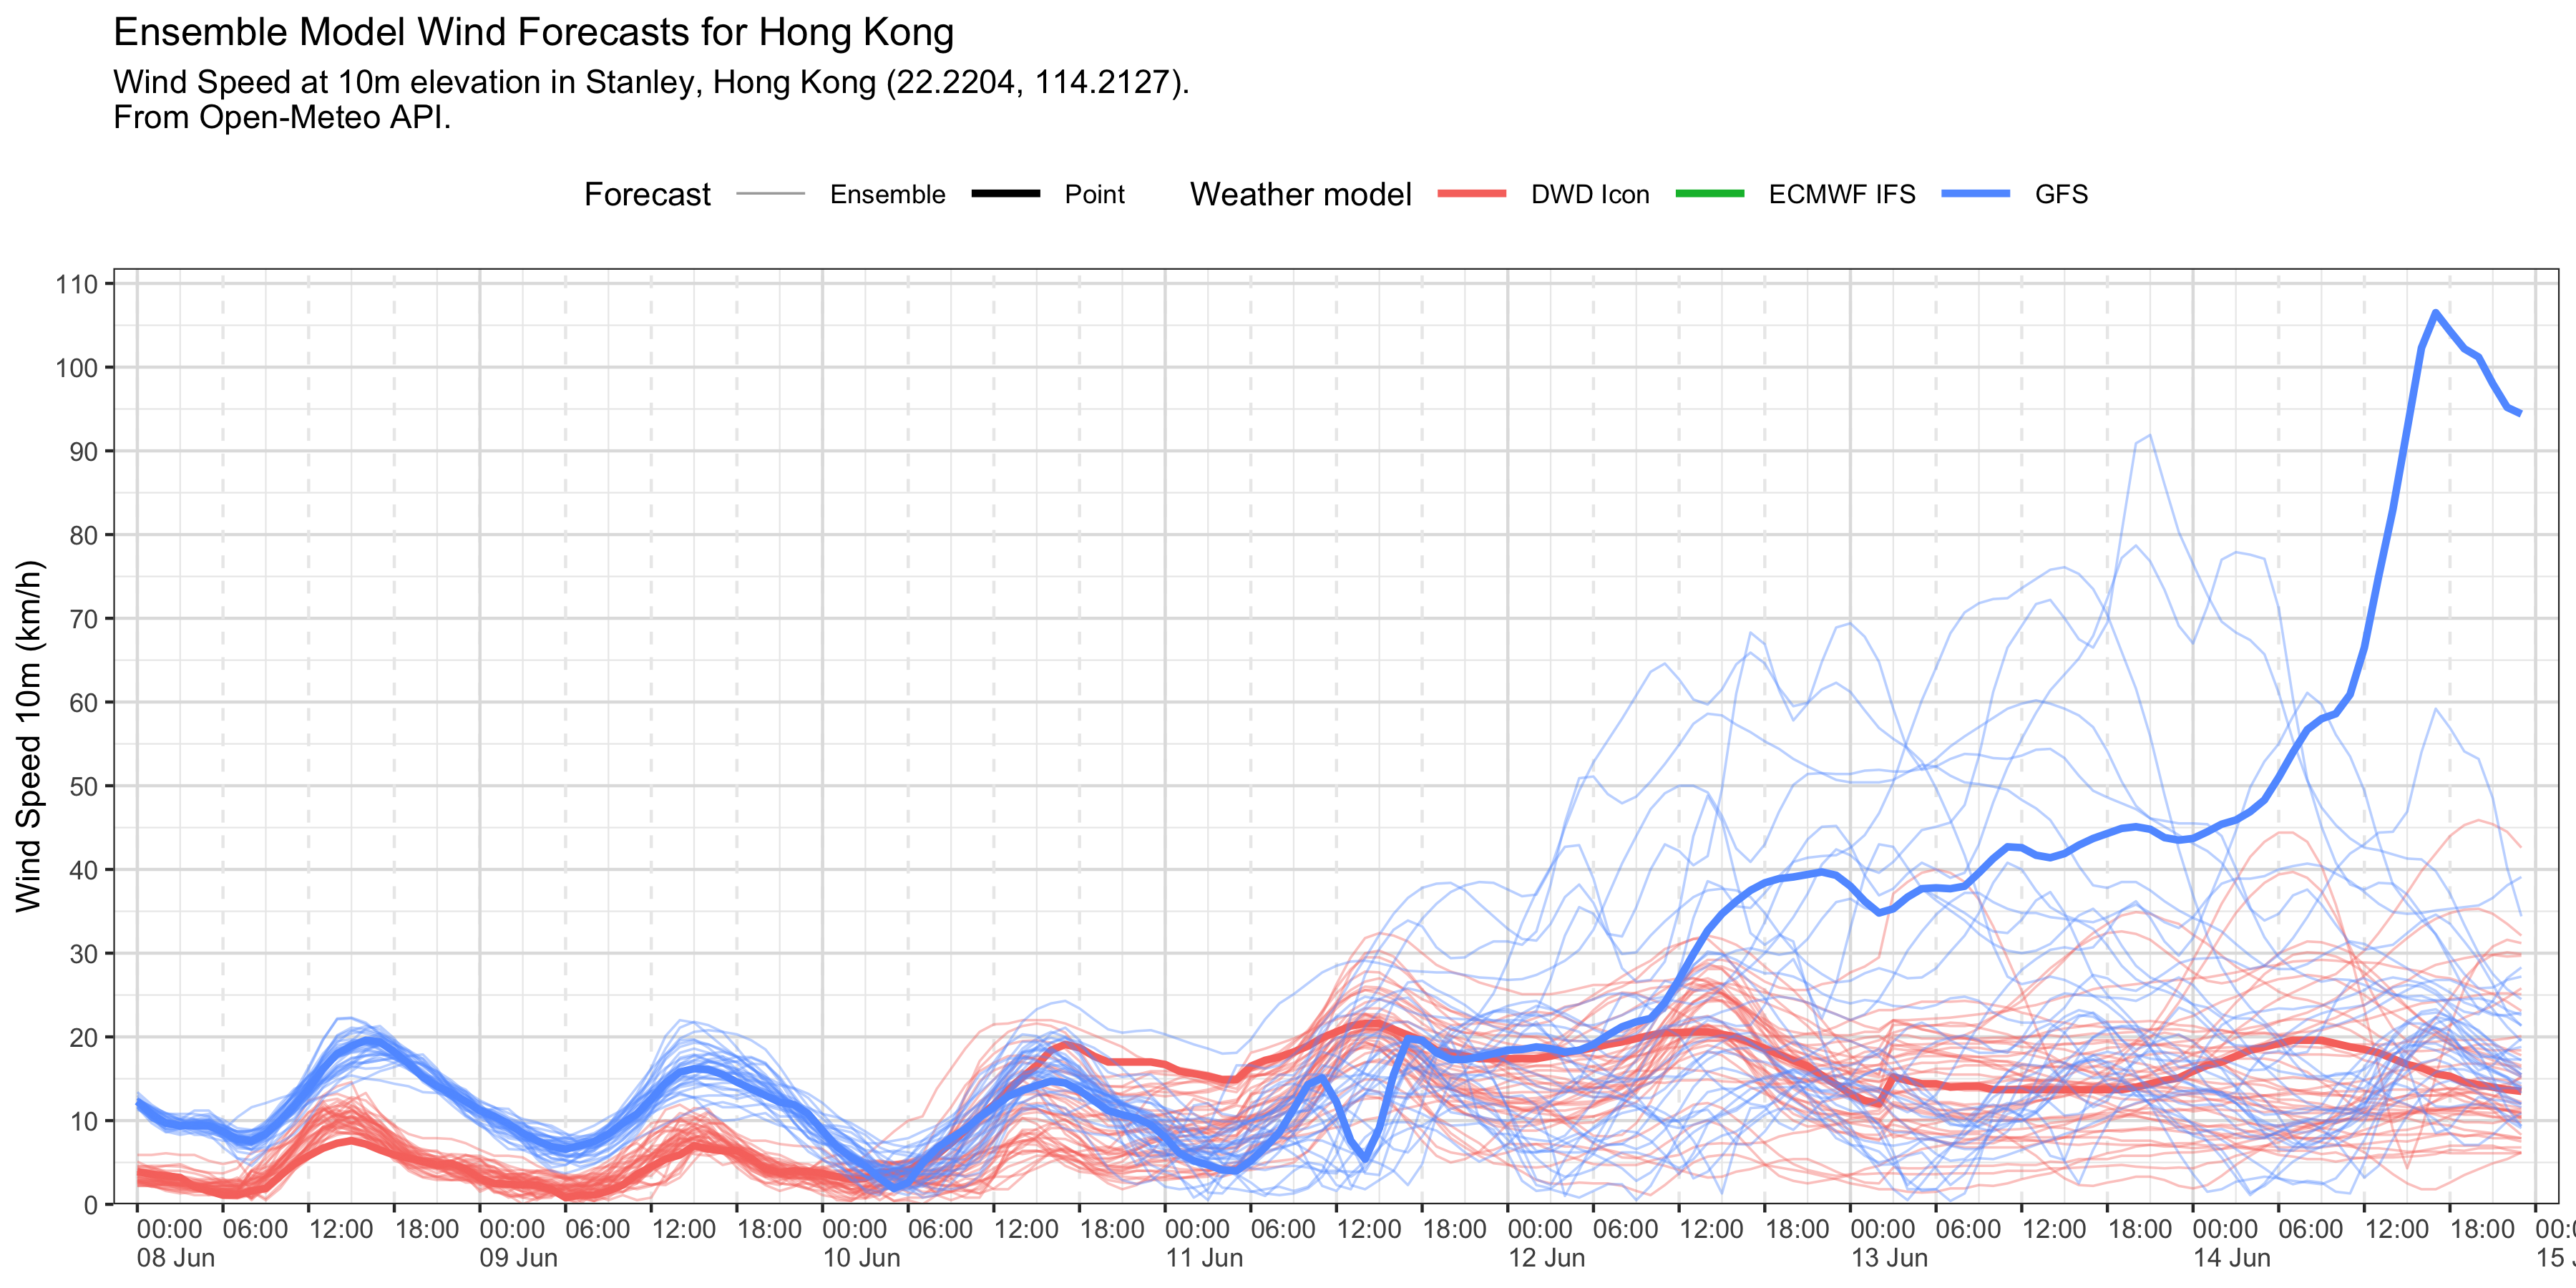 Ensemble Model Wind Forecasts for Hong Kong
Wind Speed at 10m elevation in Stanley, Hong Kong (22.2204, 114.2127).
From Open-Meteo API.
Forecast Ensemble Point Weather model DWD Icon ECMWF IFS GFS
Wind Speed 10m (km/h)
110
100
90
80
70
60
50
40
30
20
10
0
00:00 06:00 12:00 18:00 00:00 06:00 12:00 18:00 00:00 06:00 12:00 18:00 00:00 06:00 12:00 18:00 00:00 06:00 12:00 18:00 00:00 06:00 12:00 18:00 00:00 06:00 12:00 18:00
08 Jun 09 Jun 10 Jun 11 Jun 12 Jun 13 Jun 14 Jun 15